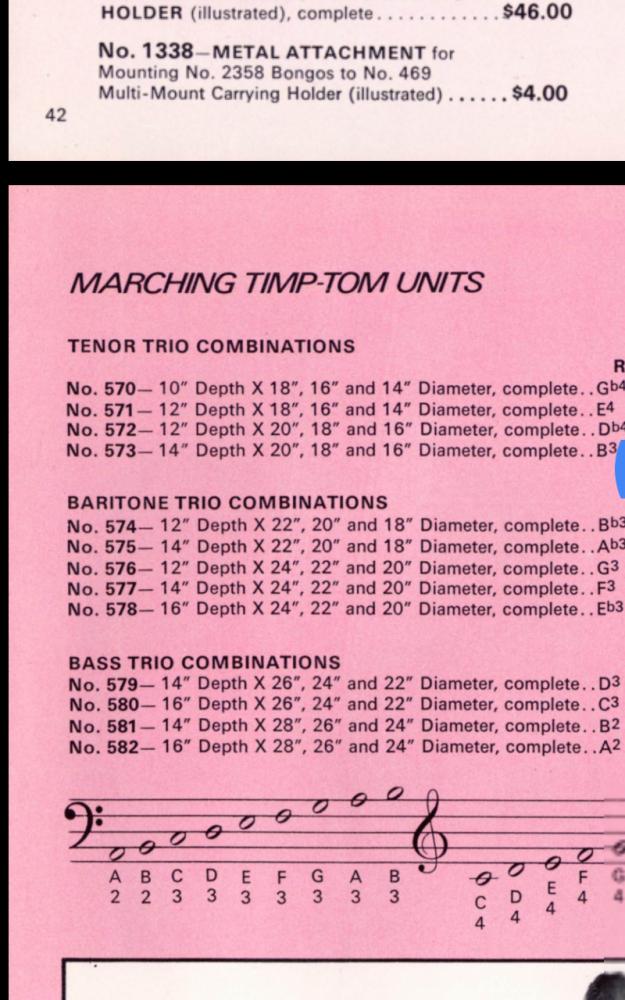 HOLDER (illustrated), complete............$46.00
No. 1338—METAL ATTACHMENT for
Mounting No. 2358 Bongos to No. 469
Multi-Mount Carrying Holder (illustrated)......$4.00
42
MARCHING TIMP-TOM UNITS
TENOR TRIO COMBINATIONS
R
No. 570— 10″ Depth X 18″, 16″ and 14″ Diameter, complete..Gb4
No. 571— 12″ Depth X 18″, 16″ and 14″ Diameter, complete..E4
No. 572— 12″ Depth X 20″, 18″ and 16″ Diameter, complete..Db4
No. 573— 14″ Depth X 20″, 18″ and 16″ Diameter, complete..B3
BARITONE TRIO COMBINATIONS
No. 574— 12″ Depth X 22″, 20″ and 18″ Diameter, complete..Bb3
No. 575— 14″ Depth X 22″, 20″ and 18″ Diameter, complete..Ab3
No. 576— 12″ Depth X 24″, 22″ and 20″ Diameter, complete..G3
No. 577— 14″ Depth X 24″, 22″ and 20″ Diameter, complete..F3
No. 578— 16″ Depth X 24″, 22″ and 20″ Diameter, complete..Eb3
BASS TRIO COMBINATIONS
No. 579— 14″ Depth X 26″, 24″ and 22″ Diameter, complete..D3
No. 580— 16″ Depth X 26″, 24″ and 22″ Diameter, complete..C3
No. 581— 14″ Depth X 28″, 26″ and 24″ Diameter, complete..B2
No. 582— 16″ Depth X 28″, 26″ and 24″ Diameter, complete..A2
A B C D E F G A B C D E F G
2 2 3 3 3 3 3 3 3 4 4 4 4 4